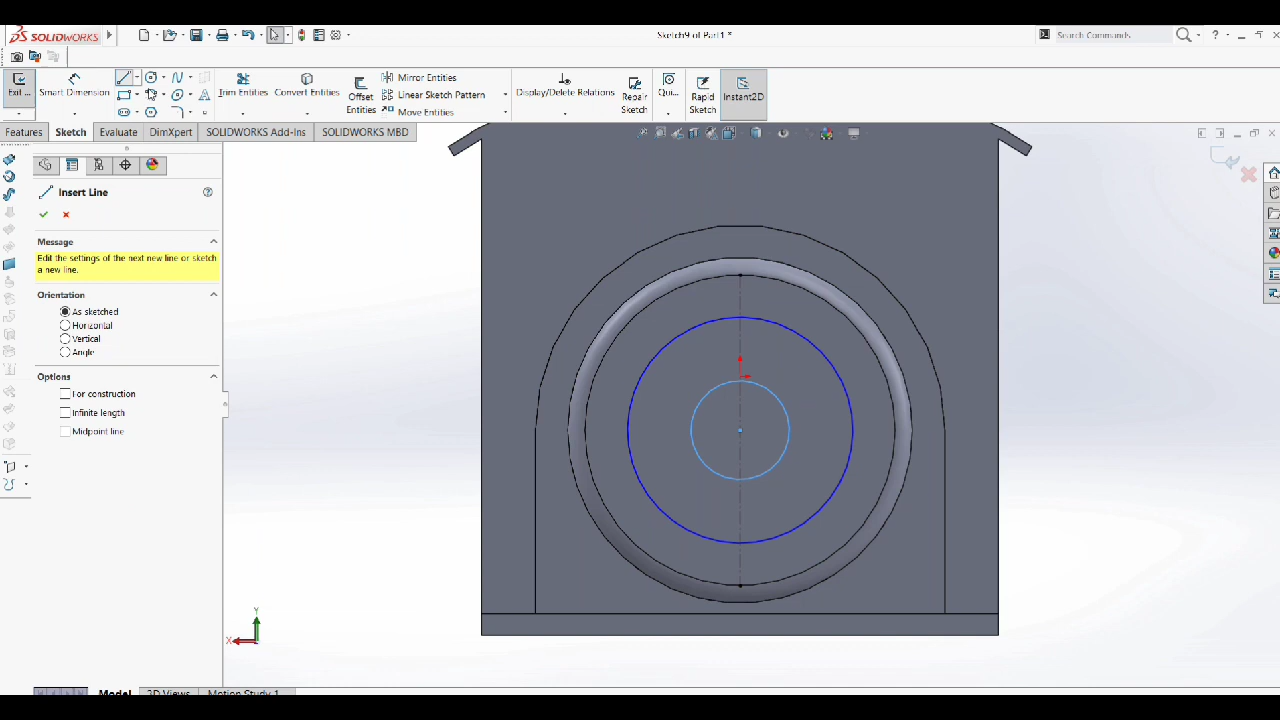 SOLIDWORKS
Sketch9 of Part1 *
Search Commands
?
Exit ...
Smart Dimension
Trim Entities
Convert Entities
Offset
Entities
Mirror Entities
Linear Sketch Pattern
Move Entities
Display/Delete Relations
Repair
Sketch
Qui...
Rapid
Sketch
Instant2D
Features
Sketch
Evaluate
DimXpert
SOLIDWORKS Add-Ins
SOLIDWORKS MBD
Insert Line
?
Message
Edit the settings of the next new line or sketch
a new line.
Orientation
As sketched
Horizontal
Vertical
Angle
Options
For construction
Infinite length
Midpoint line
Y
X
Model
3D Views
Motion Study 1